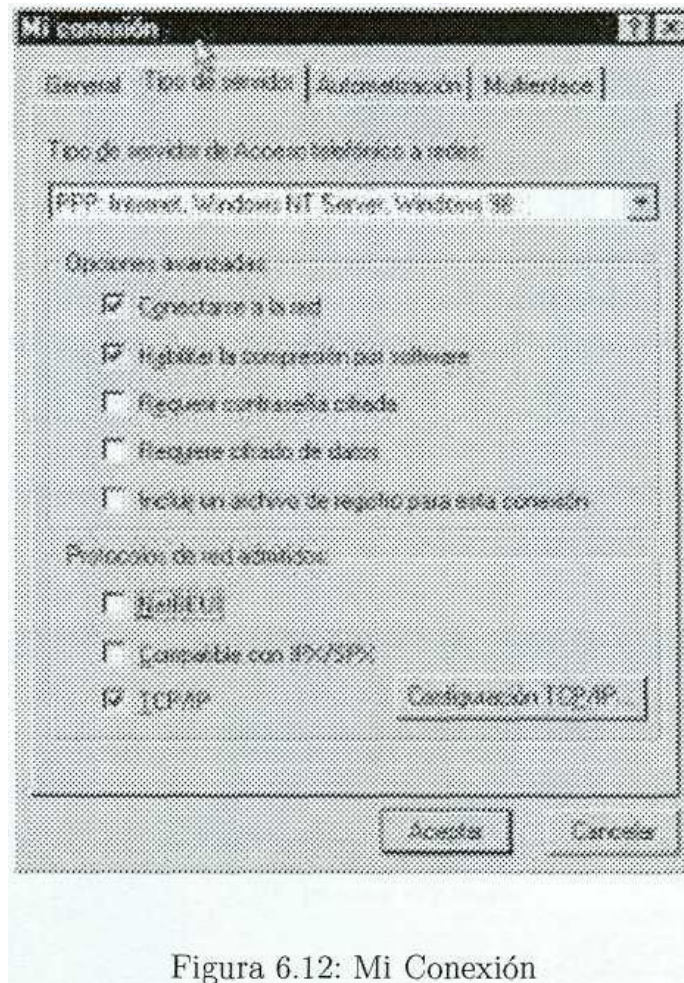 Mi conexión
General Tipo de servidor Automatización Multienlace
Tipo de servidor de Acceso telefónico a redes:
PPP: Internet, Windows NT Server, Windows 98
Opciones avanzadas:
Conectarse a la red
Habilitar la compresión por software
Requerir contraseña cifrada
Requiere cifrado de datos
Incluir un archivo de registro para esta conexión
Protocolos de red admitidos:
NetBEUI
Compatible con IPX/SPX
TCP/IP Configuración TCP/IP...
Aceptar Cancelar
Figura 6.12: Mi Conexión